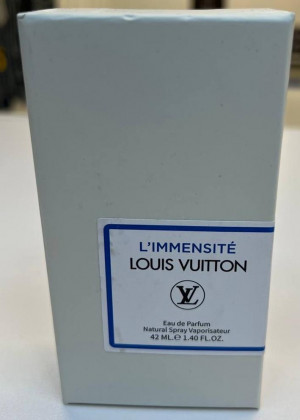 L'IMMENSITÉ
LOUIS VUITTON
LV
Eau de Parfum
Natural Spray Vaporisateur
42 ML.℮ 1.40 FL.OZ.